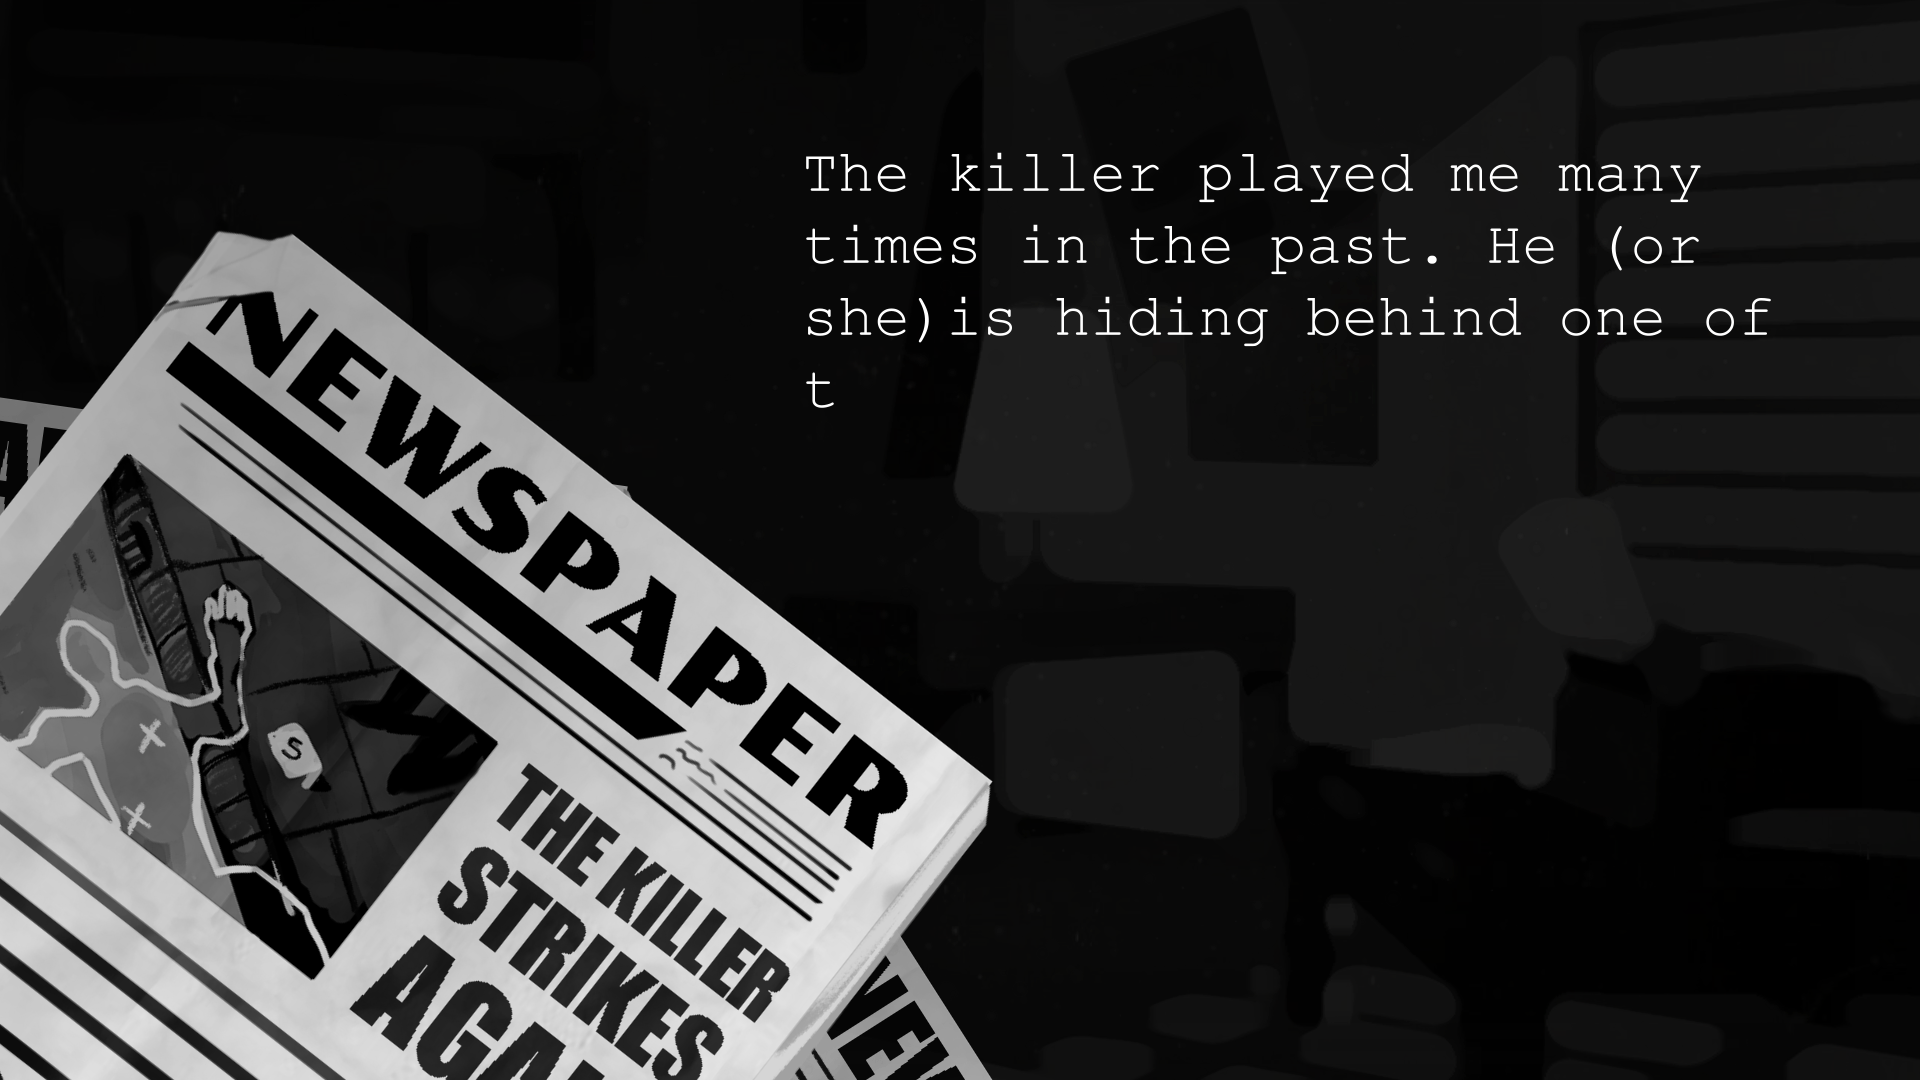 The killer played me many
times in the past. He (or
she)is hiding behind one of
t
NEWSPAPER
S
THE KILLER
STRIKES